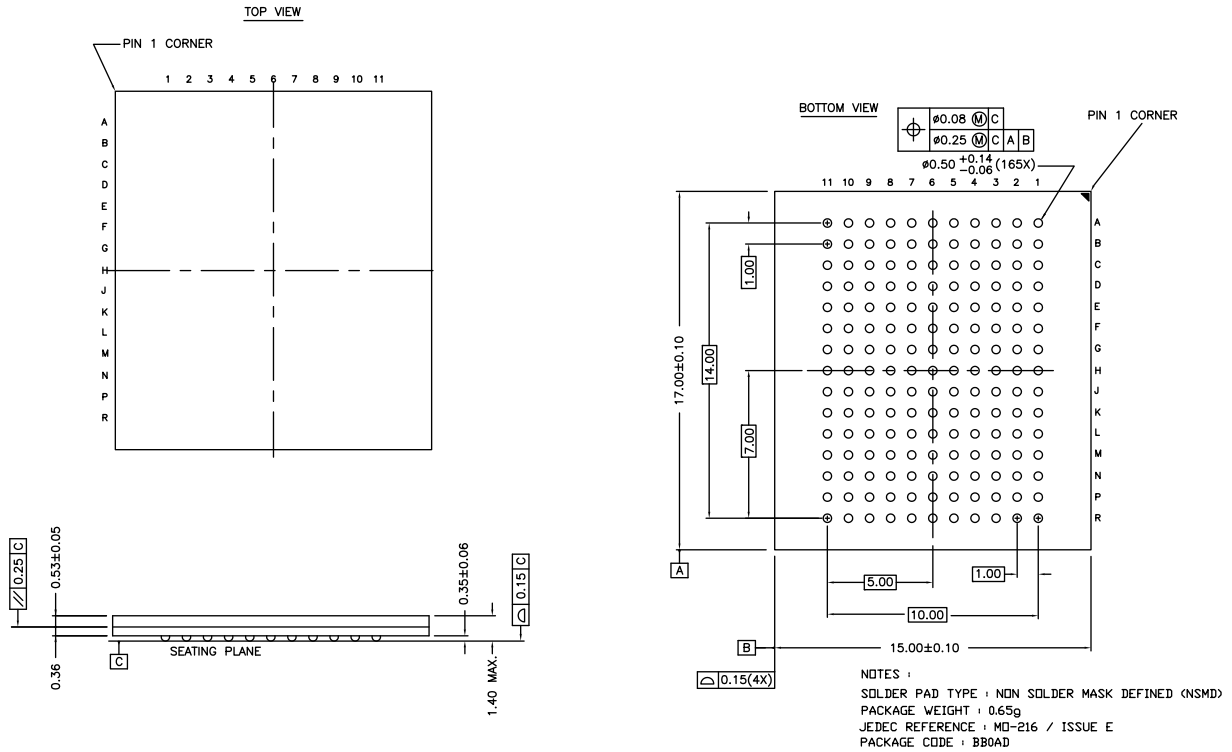 TOP VIEW
PIN 1 CORNER
1 2 3 4 5 6 7 8 9 10 11
A
B
C
D
E
F
G
H
J
K
L
M
N
P
R
// 0.25 C
0.53±0.05
0.36
C
SEATING PLANE
0.35±0.06
1.40 MAX.
0.15 C
BOTTOM VIEW
PIN 1 CORNER
ø0.08 Ⓜ C
ø0.25 Ⓜ C A B
ø0.50 +0.14 -0.06 (165X)
11 10 9 8 7 6 5 4 3 2 1
A
B
C
D
E
F
G
H
J
K
L
M
N
P
R
1.00
17.00±0.10
14.00
7.00
A
5.00
1.00
10.00
B
15.00±0.10
0.15(4X)
NOTES :
SOLDER PAD TYPE : NON SOLDER MASK DEFINED (NSMD)
PACKAGE WEIGHT : 0.65g
JEDEC REFERENCE : MO-216 / ISSUE E
PACKAGE CODE : BB0AD